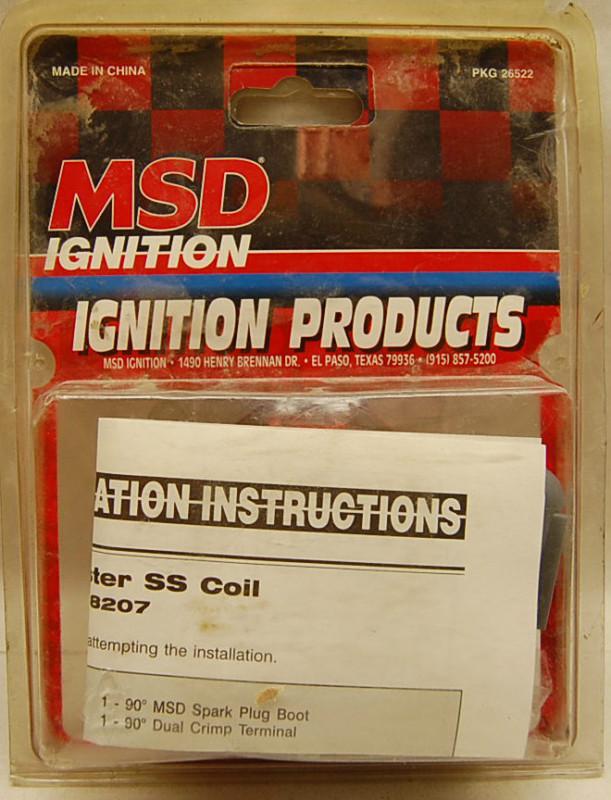 MADE IN CHINA
PKG 26522
MSD
IGNITION
IGNITION PRODUCTS
MSD IGNITION • 1490 HENRY BRENNAN DR. • EL PASO, TEXAS 79936 • (915) 857-5200
ATION INSTRUCTIONS
ster SS Coil
8207
attempting the installation.
1 - 90° MSD Spark Plug Boot
1 - 90° Dual Crimp Terminal